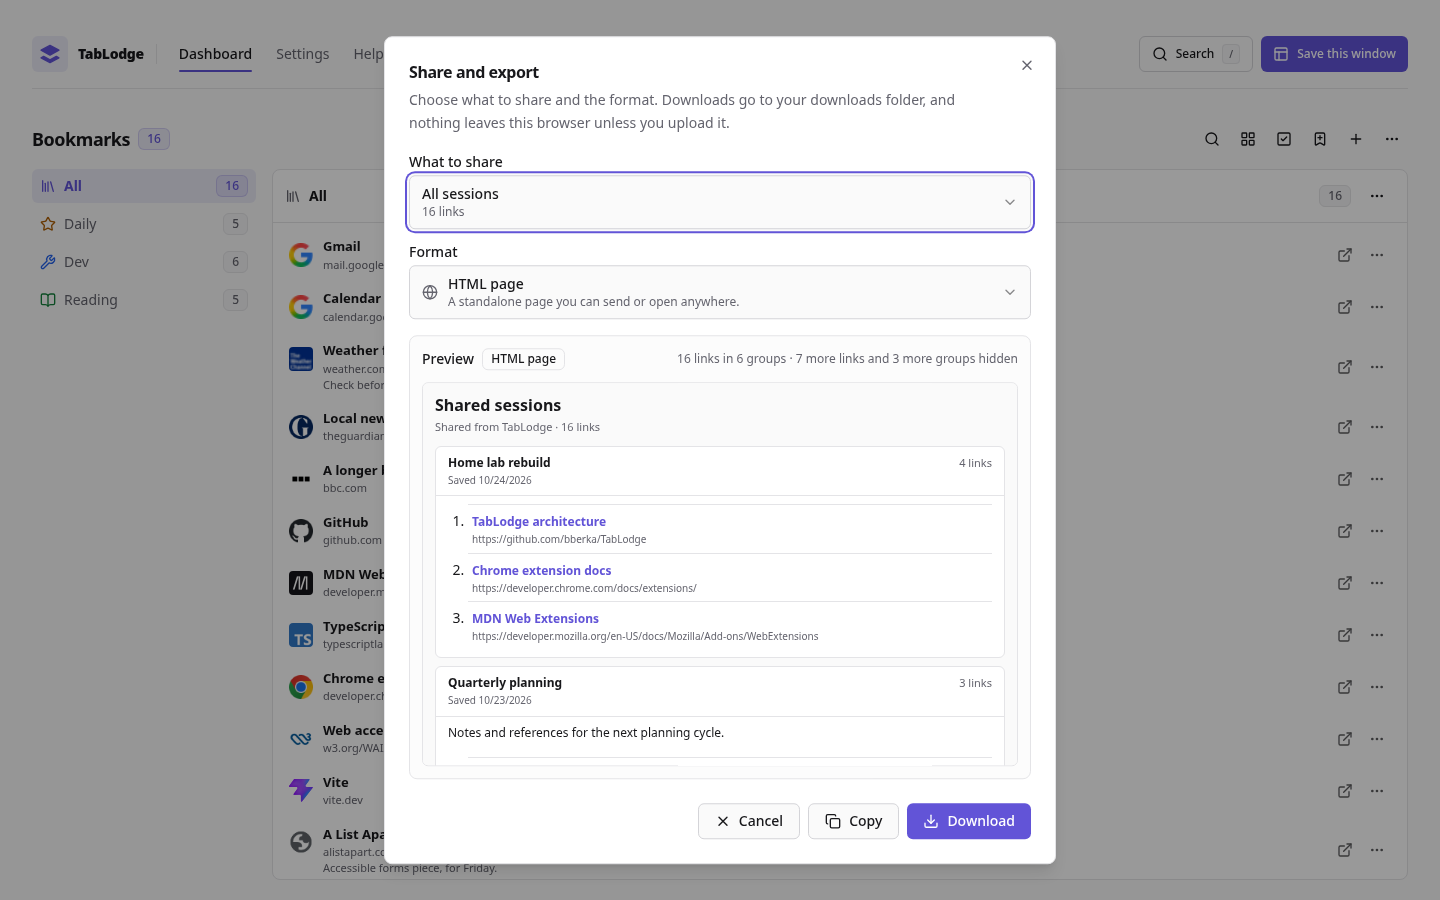 TabLodge
Dashboard
Settings
Help
Search /
Save this window
Bookmarks 16
All 16
Daily 5
Dev 6
Reading 5
All
16
Gmail
mail.google
Calendar
calendar.go
Weather
weather.com
Check befor
Local new
theguardian
A longer
bbc.com
GitHub
github.com
MDN Web
developer.m
TypeScrip
typescriptla
Chrome e
developer.ch
Web acce
w3.org/WAI
Vite
vite.dev
A List Apa
alistapart.co
Accessible forms piece, for Friday.
Share and export
Choose what to share and the format. Downloads go to your downloads folder, and
nothing leaves this browser unless you upload it.
What to share
All sessions
16 links
Format
HTML page
A standalone page you can send or open anywhere.
Preview HTML page 16 links in 6 groups · 7 more links and 3 more groups hidden
Shared sessions
Shared from TabLodge · 16 links
Home lab rebuild 4 links
Saved 10/24/2026
1. TabLodge architecture
https://github.com/bberka/TabLodge
2. Chrome extension docs
https://developer.chrome.com/docs/extensions/
3. MDN Web Extensions
https://developer.mozilla.org/en-US/docs/Mozilla/Add-ons/WebExtensions
Quarterly planning 3 links
Saved 10/23/2026
Notes and references for the next planning cycle.
Cancel
Copy
Download